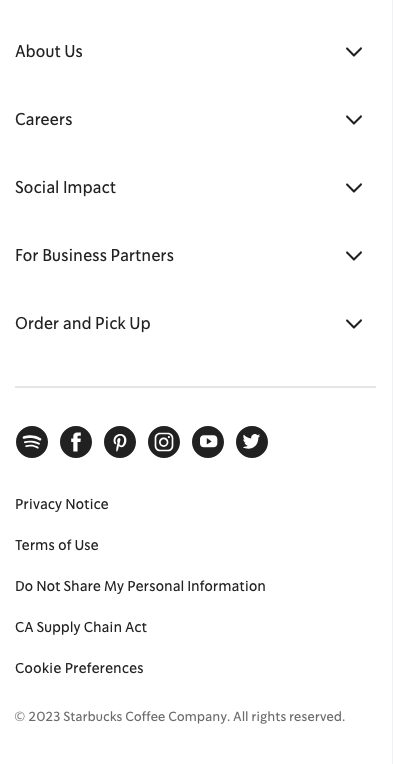 About Us
Careers
Social Impact
For Business Partners
Order and Pick Up
Privacy Notice
Terms of Use
Do Not Share My Personal Information
CA Supply Chain Act
Cookie Preferences
© 2023 Starbucks Coffee Company. All rights reserved.